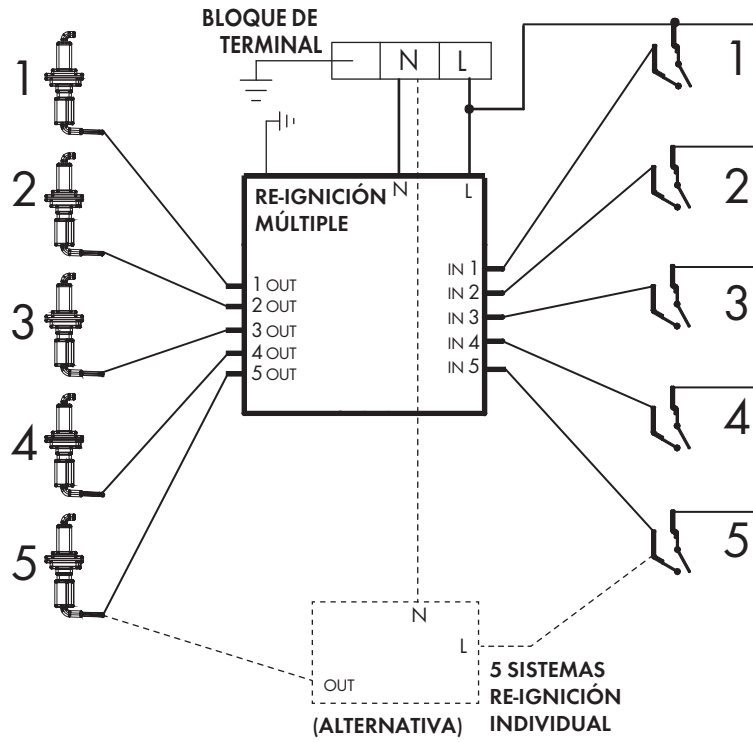 BLOQUE DE
TERMINAL
N
L
1
2
3
4
5
RE-IGNICIÓN
MÚLTIPLE
N
L
1 OUT
2 OUT
3 OUT
4 OUT
5 OUT
IN 1
IN 2
IN 3
IN 4
IN 5
1
2
3
4
5
N
L
OUT
(ALTERNATIVA)
5 SISTEMAS
RE-IGNICIÓN
INDIVIDUAL